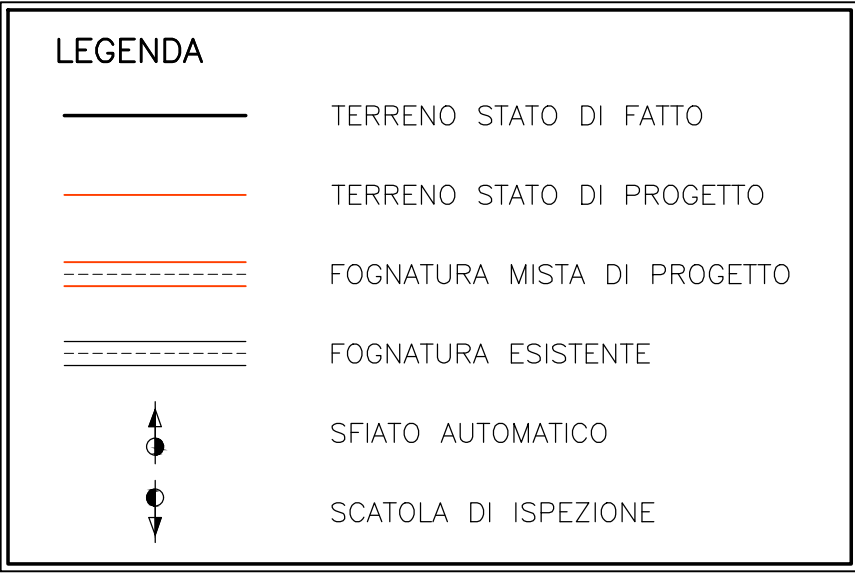 LEGENDA
TERRENO STATO DI FATTO
TERRENO STATO DI PROGETTO
FOGNATURA MISTA DI PROGETTO
FOGNATURA ESISTENTE
SFIATO AUTOMATICO
SCATOLA DI ISPEZIONE